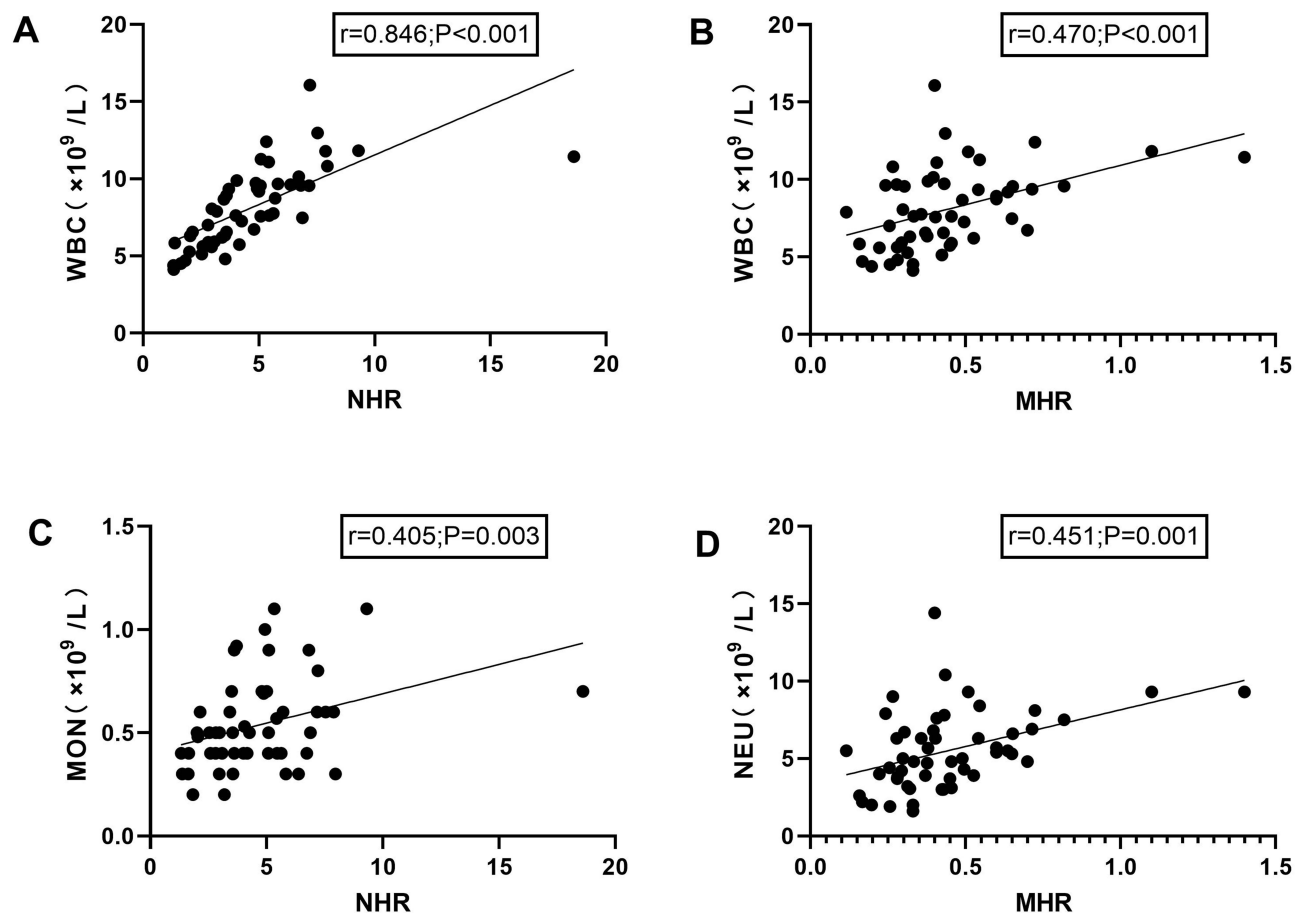 A
r=0.846;P<0.001
WBC( ×10⁹ /L)
20
15
10
5
0
0 5 10 15 20
NHR
B
r=0.470;P<0.001
WBC( ×10⁹ /L)
20
15
10
5
0
0.0 0.5 1.0 1.5
MHR
C
r=0.405;P=0.003
MON( ×10⁹ /L)
1.5
1.0
0.5
0.0
0 5 10 15 20
NHR
D
r=0.451;P=0.001
NEU( ×10⁹ /L)
20
15
10
5
0
0.0 0.5 1.0 1.5
MHR